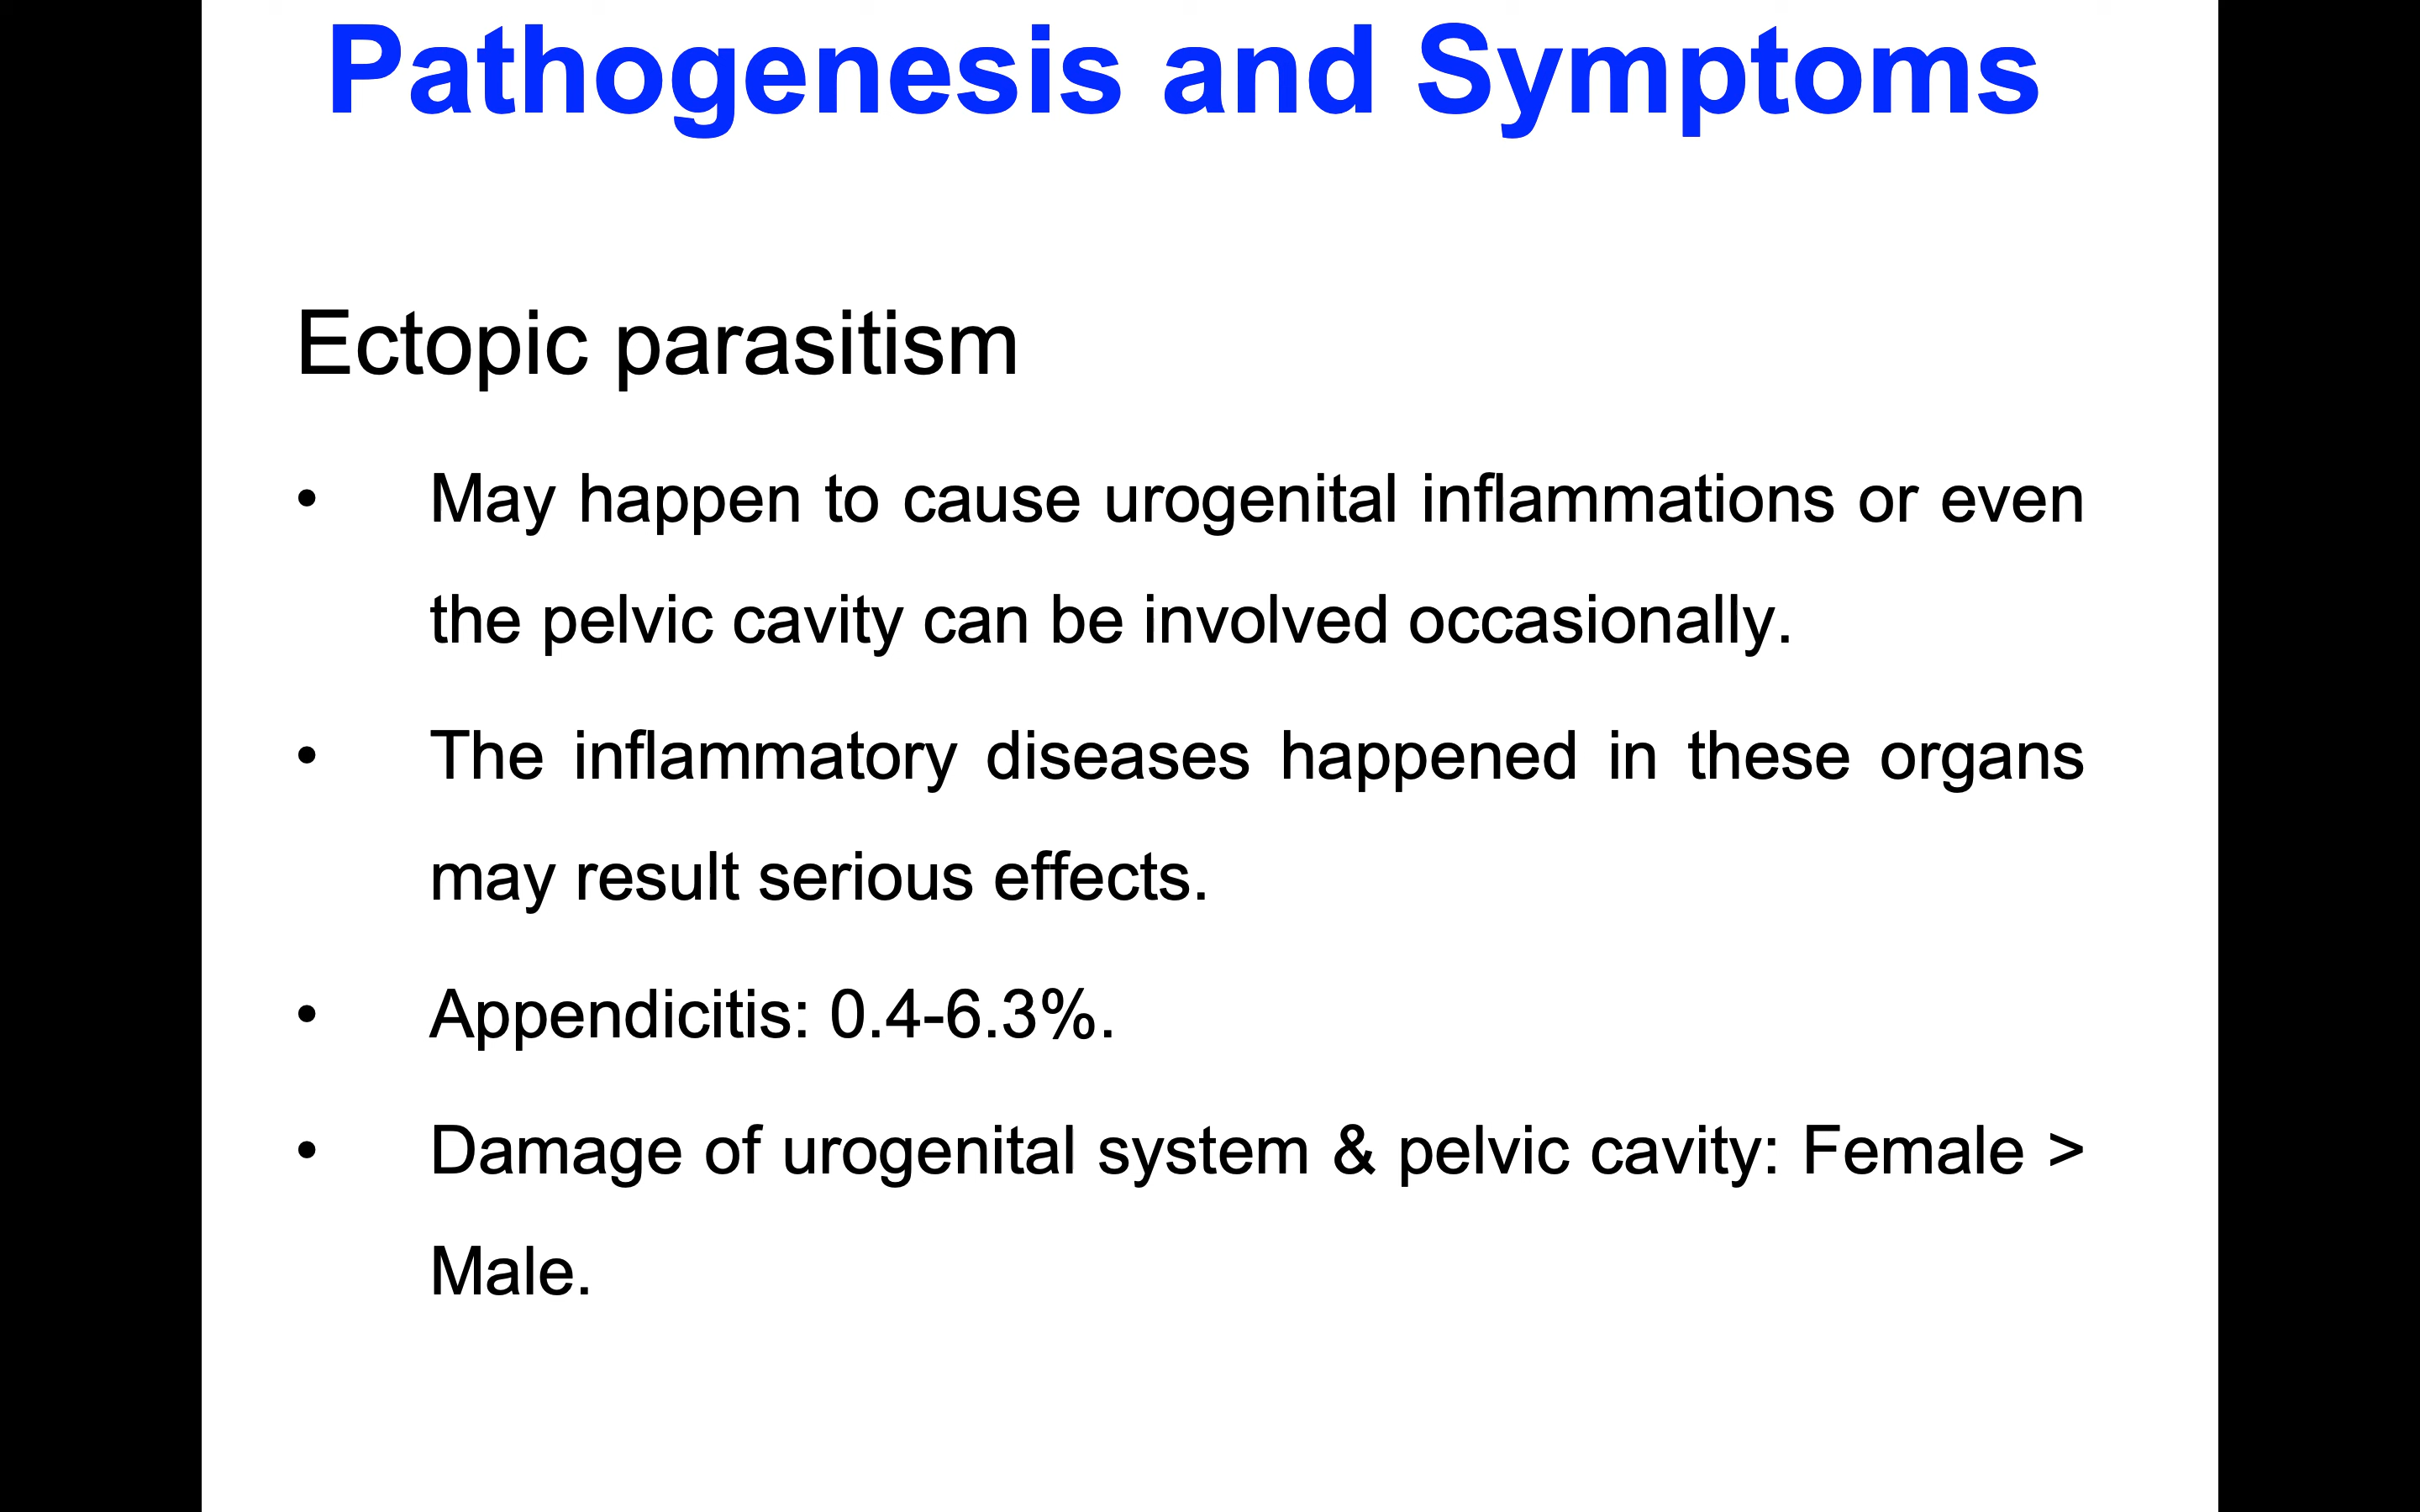 Pathogenesis and Symptoms
Ectopic parasitism
• May happen to cause urogenital inflammations or even
the pelvic cavity can be involved occasionally.
• The inflammatory diseases happened in these organs
may result serious effects.
• Appendicitis: 0.4-6.3%.
• Damage of urogenital system & pelvic cavity: Female >
Male.